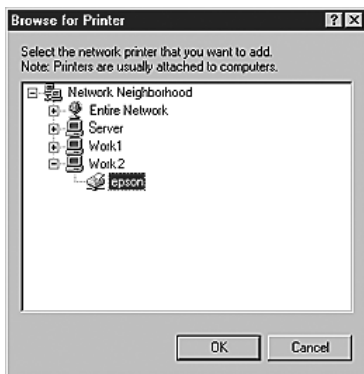 Browse for Printer
Select the network printer that you want to add.
Note: Printers are usually attached to computers.
Network Neighborhood
Entire Network
Server
Work1
Work2
epson
OK Cancel